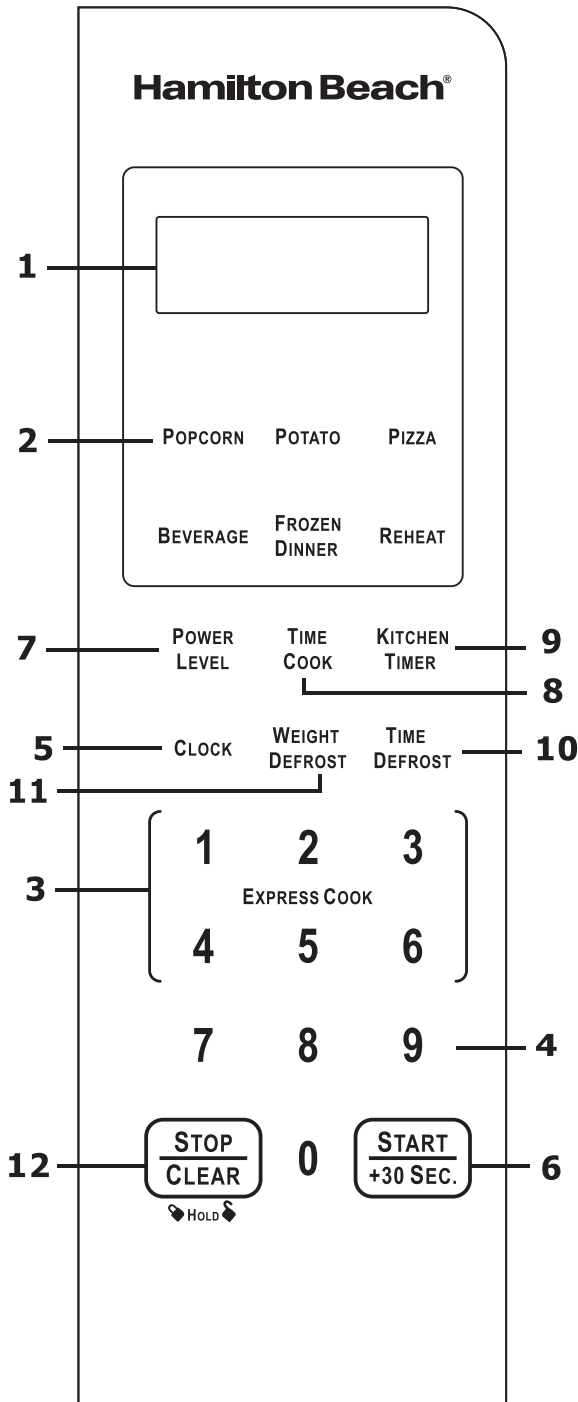 Hamilton Beach®
1
2 POPCORN POTATO PIZZA
BEVERAGE FROZEN DINNER REHEAT
7 POWER LEVEL TIME COOK KITCHEN TIMER 9
8
5 CLOCK WEIGHT DEFROST TIME DEFROST 10
11
1 2 3
3 EXPRESS COOK
4 5 6
7 8 9 4
12 STOP CLEAR 0 START +30 SEC. 6
HOLD